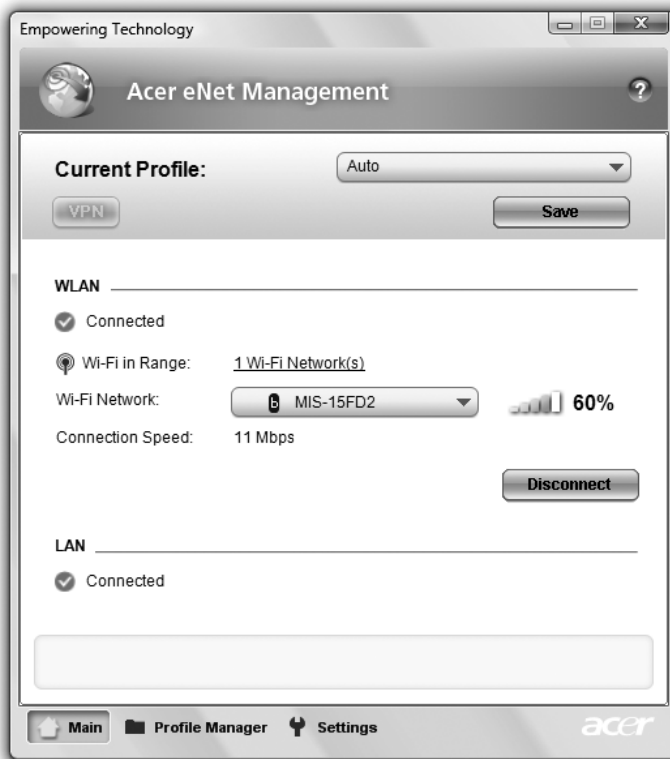 Empowering Technology
Acer eNet Management
?
Current Profile: Auto
VPN Save
WLAN
Connected
Wi-Fi in Range: 1 Wi-Fi Network(s)
Wi-Fi Network: b MIS-15FD2 60%
Connection Speed: 11 Mbps
Disconnect
LAN
Connected
Main Profile Manager Settings acer